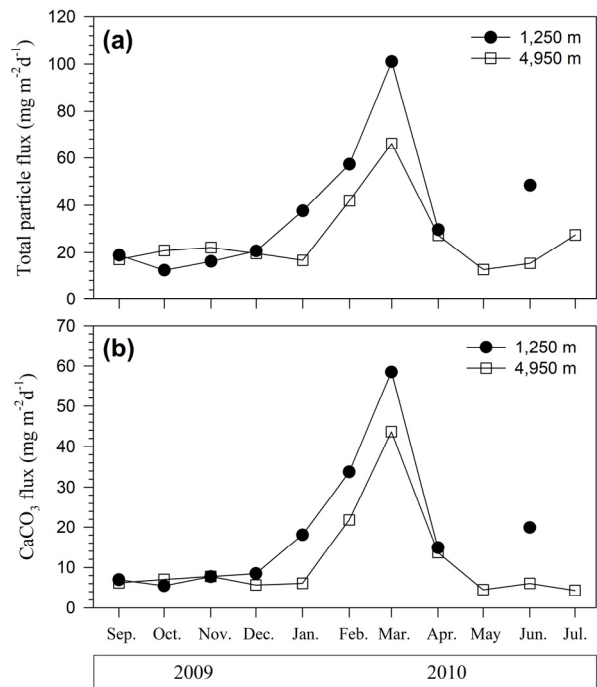 (a)
1,250 m
4,950 m
Total particle flux (mg m-2d-1)
120
100
80
60
40
20
0
(b)
1,250 m
4,950 m
CaCO3 flux (mg m-2d-1)
70
60
50
40
30
20
10
0
Sep. Oct. Nov. Dec. Jan. Feb. Mar. Apr. May Jun. Jul.
2009 2010